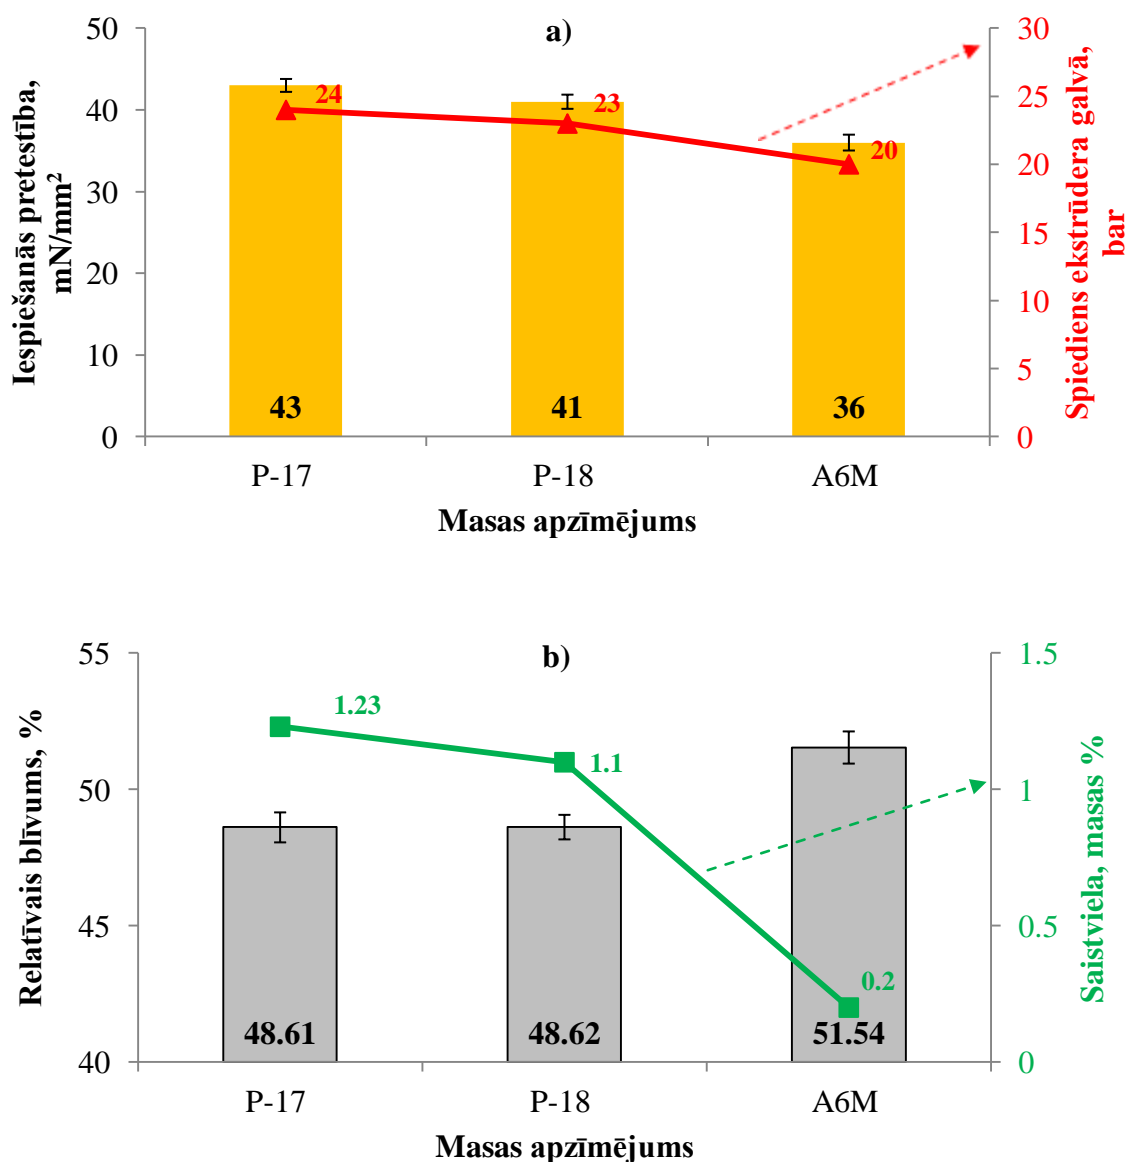 a)
Iespiešanās pretestība,
mN/mm²
50
40
30
20
10
0
24
23
20
43
41
36
30
25
20
15
10
5
0
Spiediens ekstrūdera galvā,
bar
P-17
P-18
A6M
Masas apzīmējums
b)
Relatīvais blīvums, %
55
50
45
40
1.23
1.1
0.2
48.61
48.62
51.54
1.5
1
0.5
0
Saistviela, masas %
P-17
P-18
A6M
Masas apzīmējums